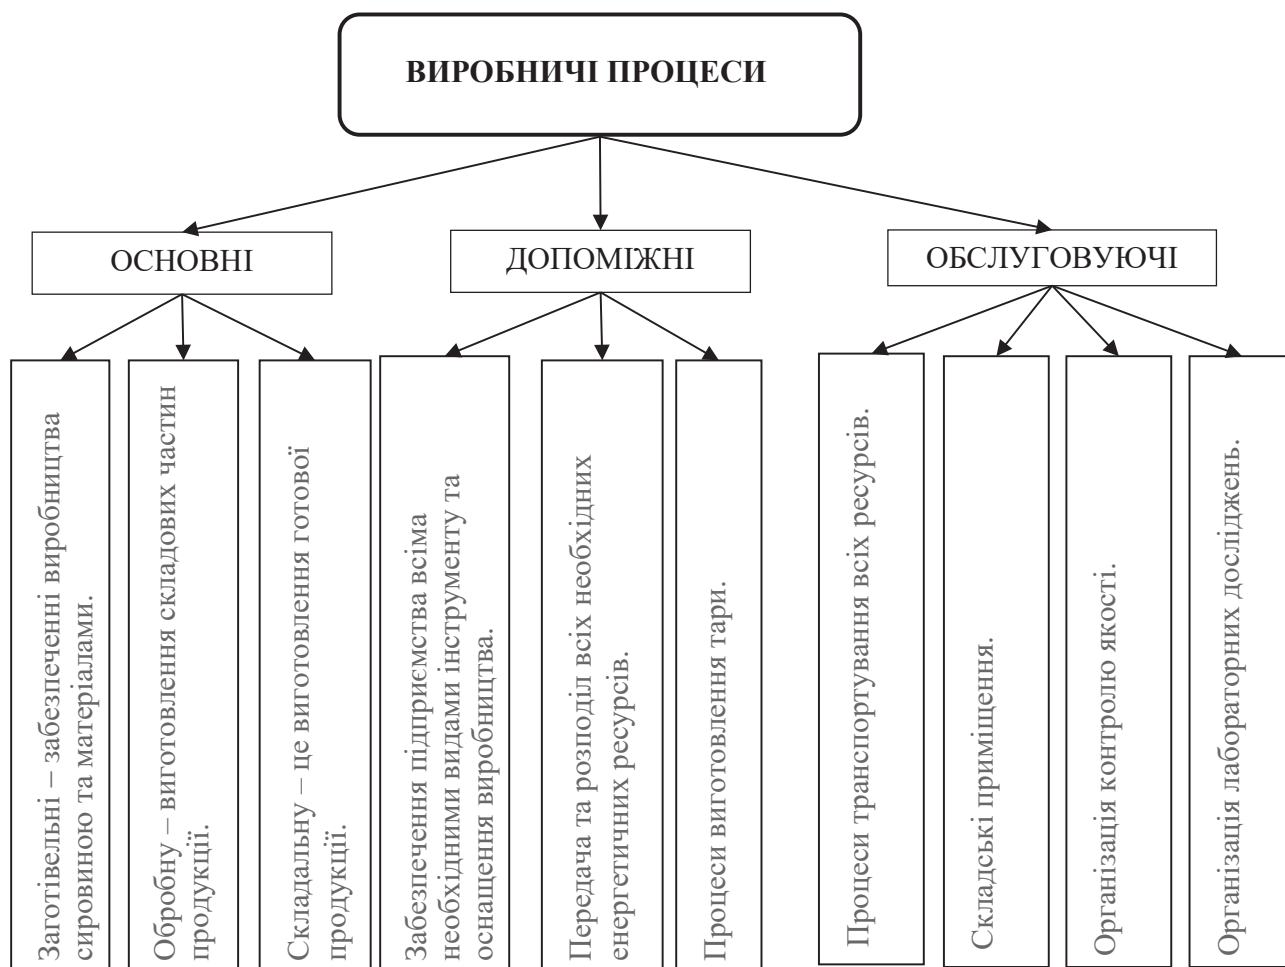 ВИРОБНИЧІ ПРОЦЕСИ
ОСНОВНІ
ДОПОМІЖНІ
ОБСЛУГОВУЮЧІ
Заготівельні – забезпеченні виробництва
сировиною та матеріалами.
Обробну – виготовлення складових частин
продукції.
Складальну – це виготовлення готової
продукції.
Забезпечення підприємства всіма
необхідними видами інструменту та
оснащення виробництва.
Передача та розподіл всіх необхідних
енергетичних ресурсів.
Процеси виготовлення тари.
Процеси транспортування всіх ресурсів.
Складські приміщення.
Організація контролю якості.
Організація лабораторних досліджень.